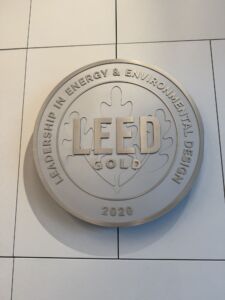 LEADERSHIP IN ENERGY & ENVIRONMENTAL DESIGN
LEED
GOLD
2020